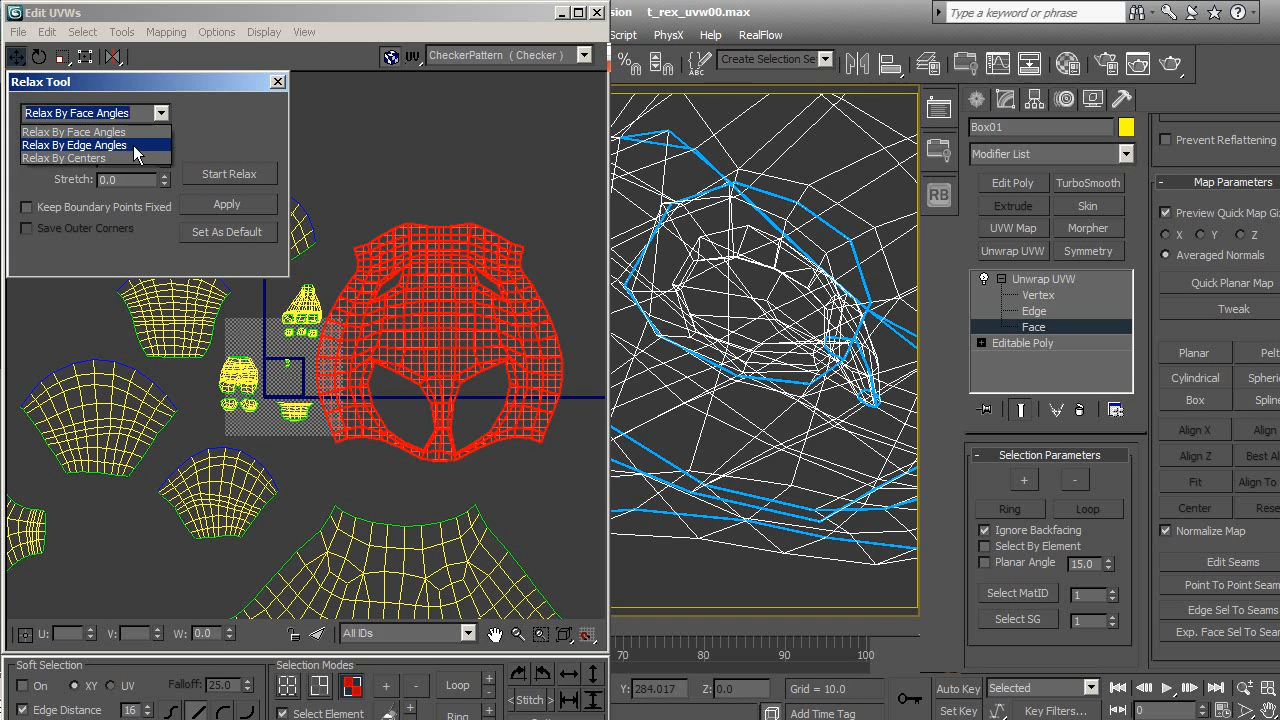 Edit UVWs
File Edit Select Tools Mapping Options Display View
UV
CheckerPattern ( Checker )
Relax Tool
Relax By Face Angles
Relax By Face Angles
Relax By Edge Angles
Relax By Centers
Stretch: 0.0
Start Relax
Keep Boundary Points Fixed
Apply
Save Outer Corners
Set As Default
U: V: W: 0.0
All IDs
Soft Selection
On XY UV Falloff: 25.0
Edge Distance 16
Selection Modes
+ - Loop + -
Select Element
Ring
Stitch
sion t_rex_uvw00.max
Type a keyword or phrase
Script PhysX Help RealFlow
ABC
Create Selection Se
RB
Box01
Modifier List
Edit Poly TurboSmooth
Extrude Skin
UVW Map Morpher
Unwrap UVW Symmetry
Unwrap UVW
Vertex
Edge
Face
Editable Poly
- Selection Parameters
+ -
Ring Loop
Ignore Backfacing
Select By Element
Planar Angle 15.0
Select MatID 1
Select SG 1
Prevent Reflattening
- Map Parameters
Preview Quick Map Gi
X Y Z
Averaged Normals
Quick Planar Map
Tweak
Planar Pelt
Cylindrical Spheric
Box Spline
Align X Align
Align Z Best Al
Fit Align To
Center Rese
Normalize Map
Edit Seams
Point To Point Seam
Edge Sel To Seams
Exp. Face Sel To Sear
70 80 90 100
Y: 284.017 Z: 0.0 Grid = 10.0
Add Time Tag
Auto Key Selected
Set Key Key Filters...
0